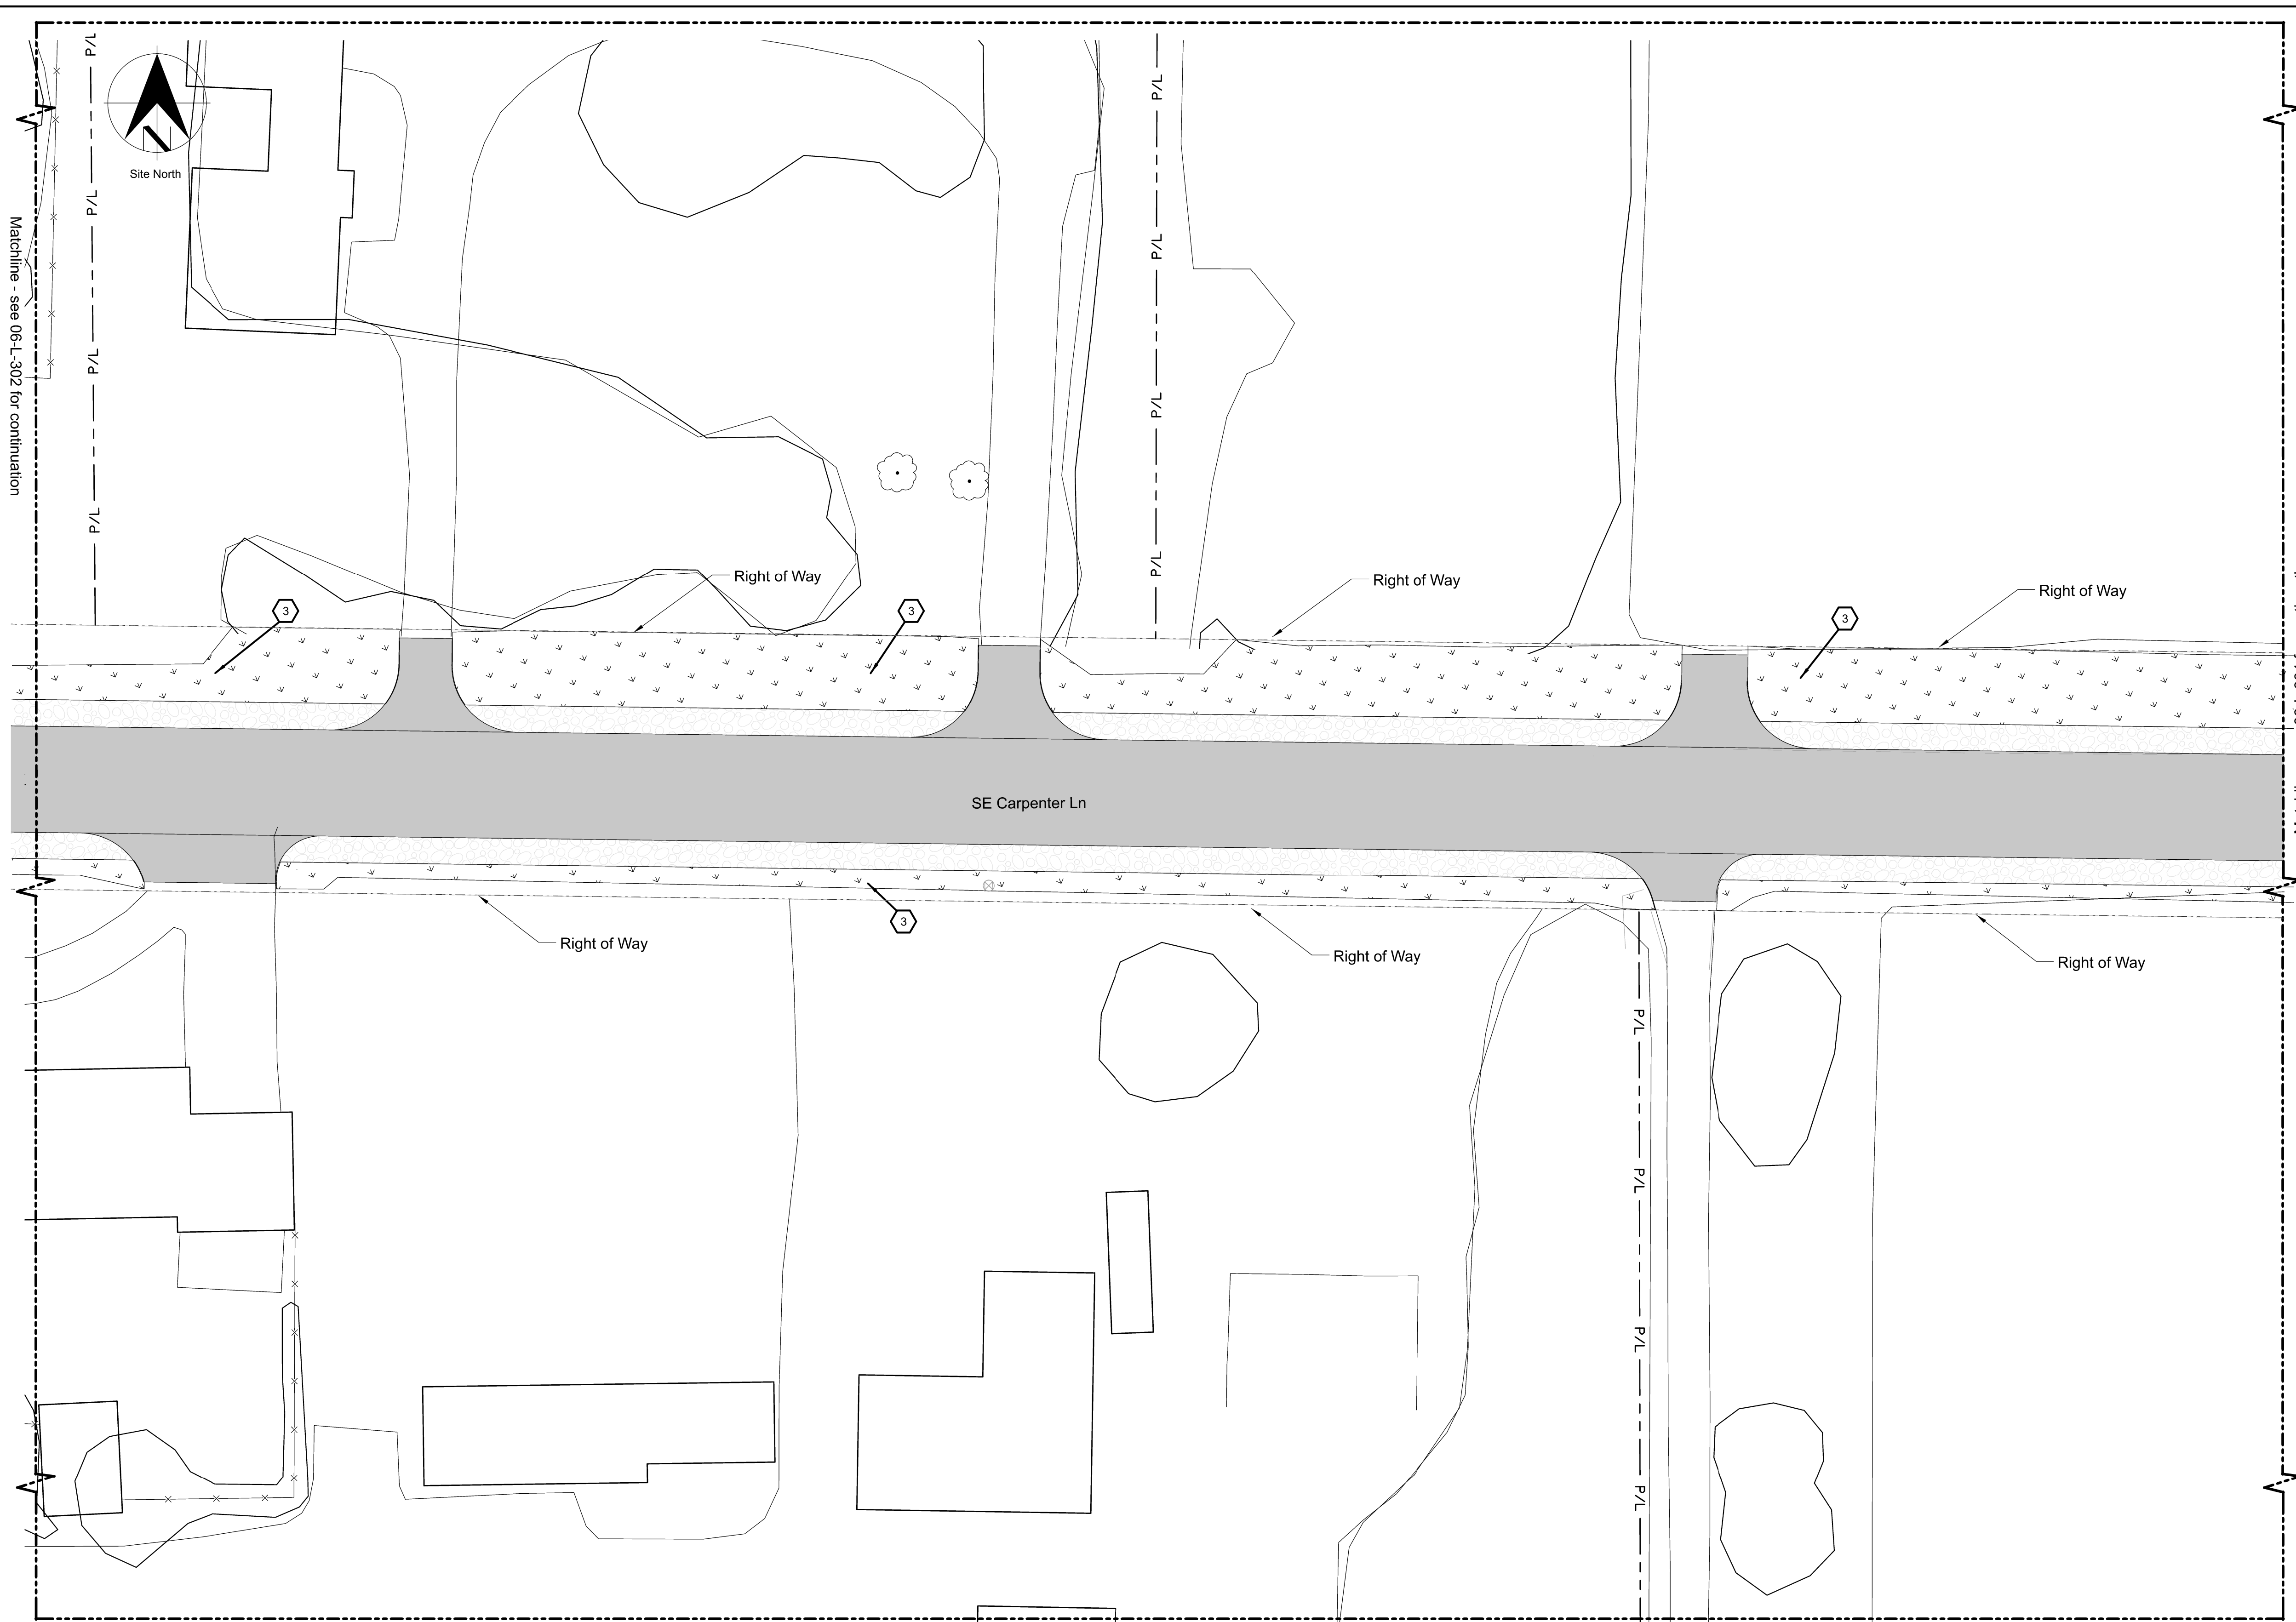 P/L
P/L
P/L
P/L
Site North
N
Matchline - see 06-L-302 for continuation
P/L
P/L
P/L
P/L
Right of Way
Right of Way
Right of Way
3
3
3
SE Carpenter Ln
3
Right of Way
Right of Way
Right of Way
P/L
P/L
P/L
P/L